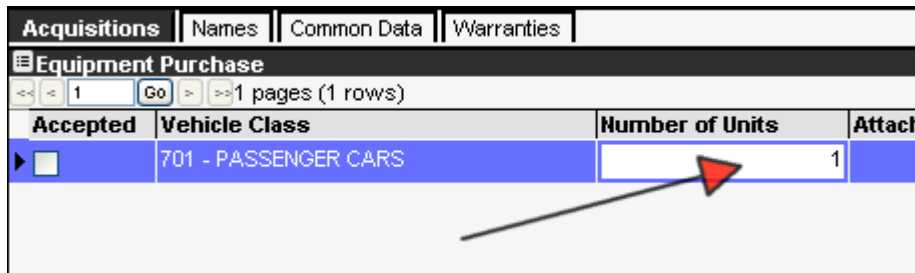 Acquisitions Names Common Data Warranties
Equipment Purchase
<< < 1 Go > >> 1 pages (1 rows)
Accepted Vehicle Class Number of Units Attach
701 - PASSENGER CARS 1